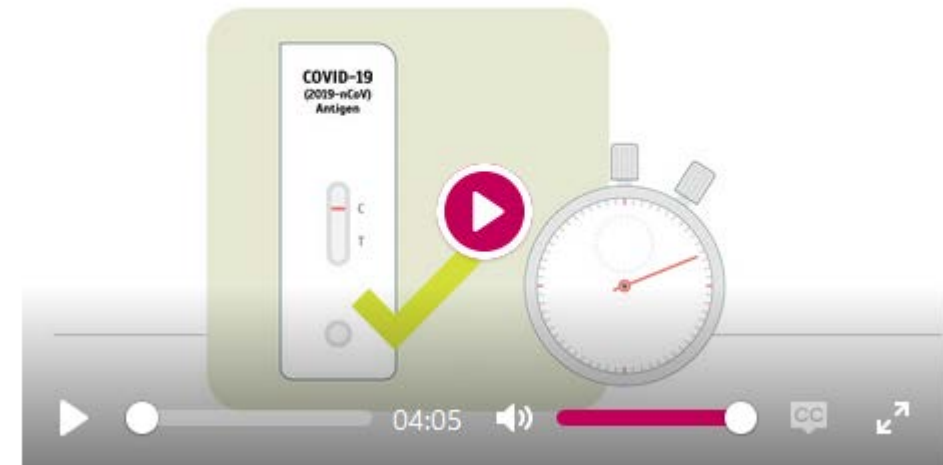 COVID-19
(2019-nCoV)
Antigen
C
T
04:05
CC